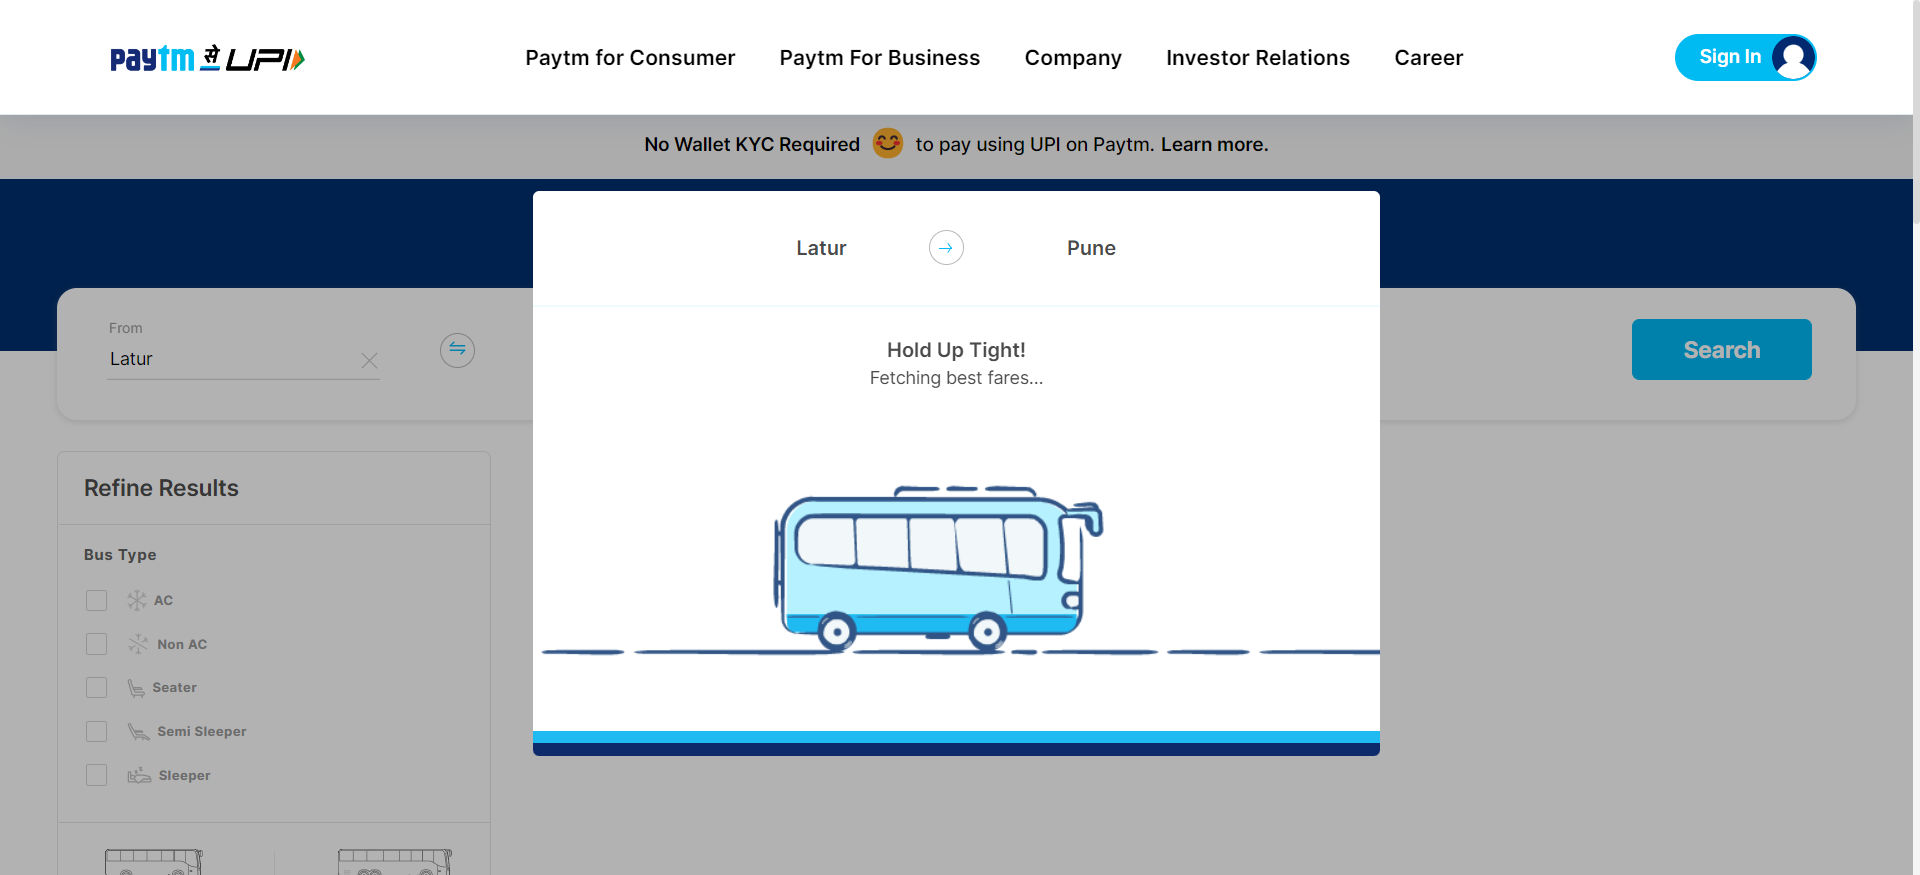 paytm से UPI
Paytm for Consumer
Paytm For Business
Company
Investor Relations
Career
Sign In
No Wallet KYC Required 😊 to pay using UPI on Paytm. Learn more.
Latur
Pune
From
Latur
Search
Hold Up Tight!
Fetching best fares...
Refine Results
Bus Type
AC
Non AC
Seater
Semi Sleeper
Sleeper